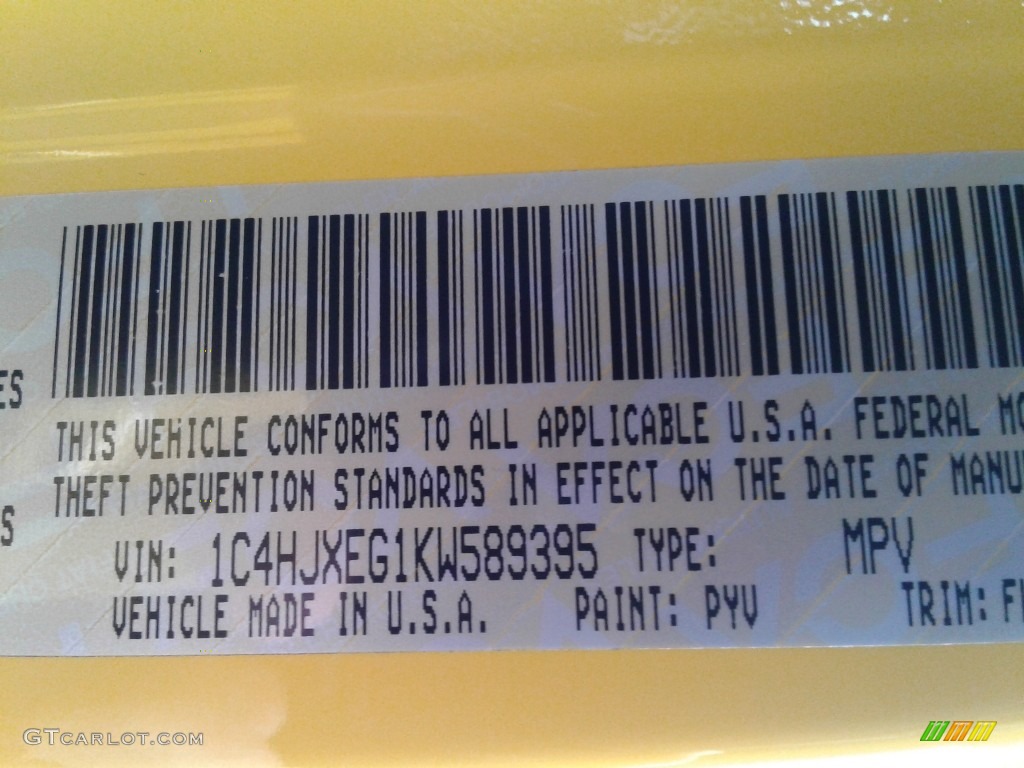 ES
THIS VEHICLE CONFORMS TO ALL APPLICABLE U.S.A. FEDERAL MO
THEFT PREVENTION STANDARDS IN EFFECT ON THE DATE OF MANU
S
VIN: 1C4HJXEG1KW589395 TYPE: MPV
VEHICLE MADE IN U.S.A. PAINT: PYV TRIM:
GTCARLOT.COM